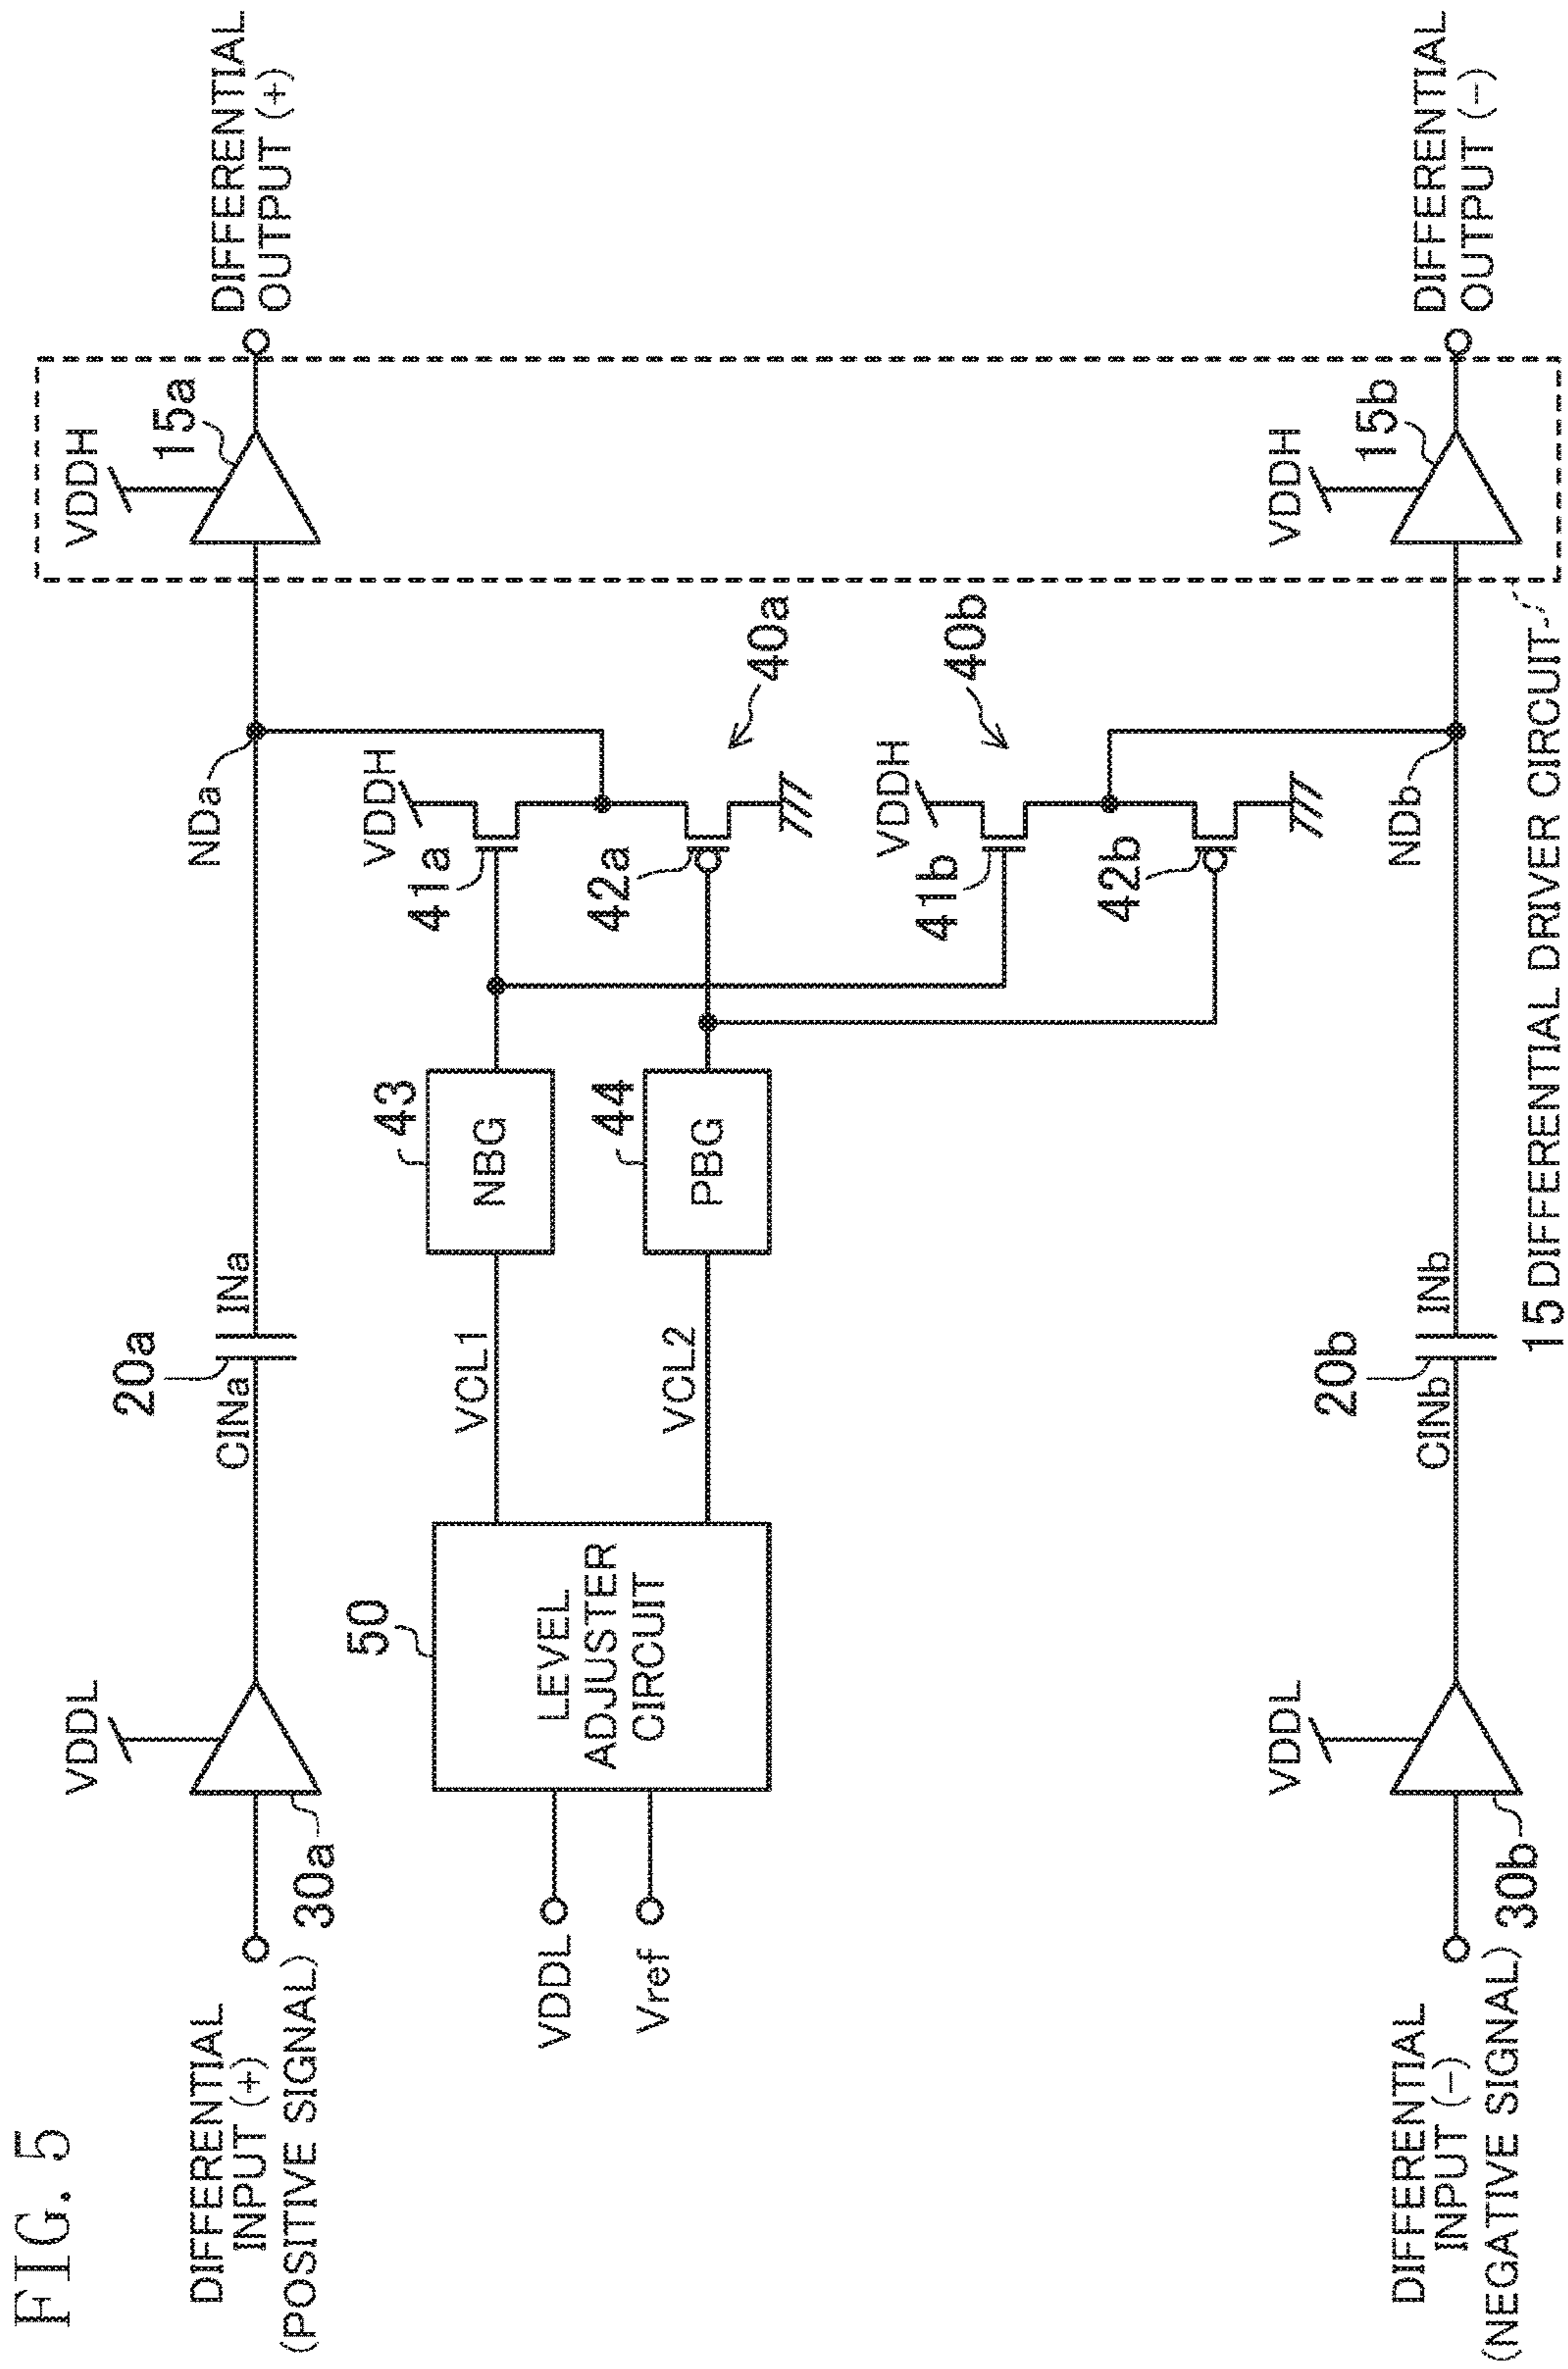 FIG. 5
DIFFERENTIAL
INPUT (+)
(POSITIVE SIGNAL)
30a
VDDL
CINa
20a
INa
NDa
VDDH
15a
DIFFERENTIAL
OUTPUT (+)
VDDL
Vref
50
LEVEL
ADJUSTER
CIRCUIT
VCL1
VCL2
43
NBG
44
PBG
VDDH
41a
42a
40a
VDDH
41b
42b
40b
DIFFERENTIAL
INPUT (−)
(NEGATIVE SIGNAL)
30b
VDDL
CINb
20b
INb
NDb
VDDH
15b
DIFFERENTIAL
OUTPUT (−)
15 DIFFERENTIAL DRIVER CIRCUIT